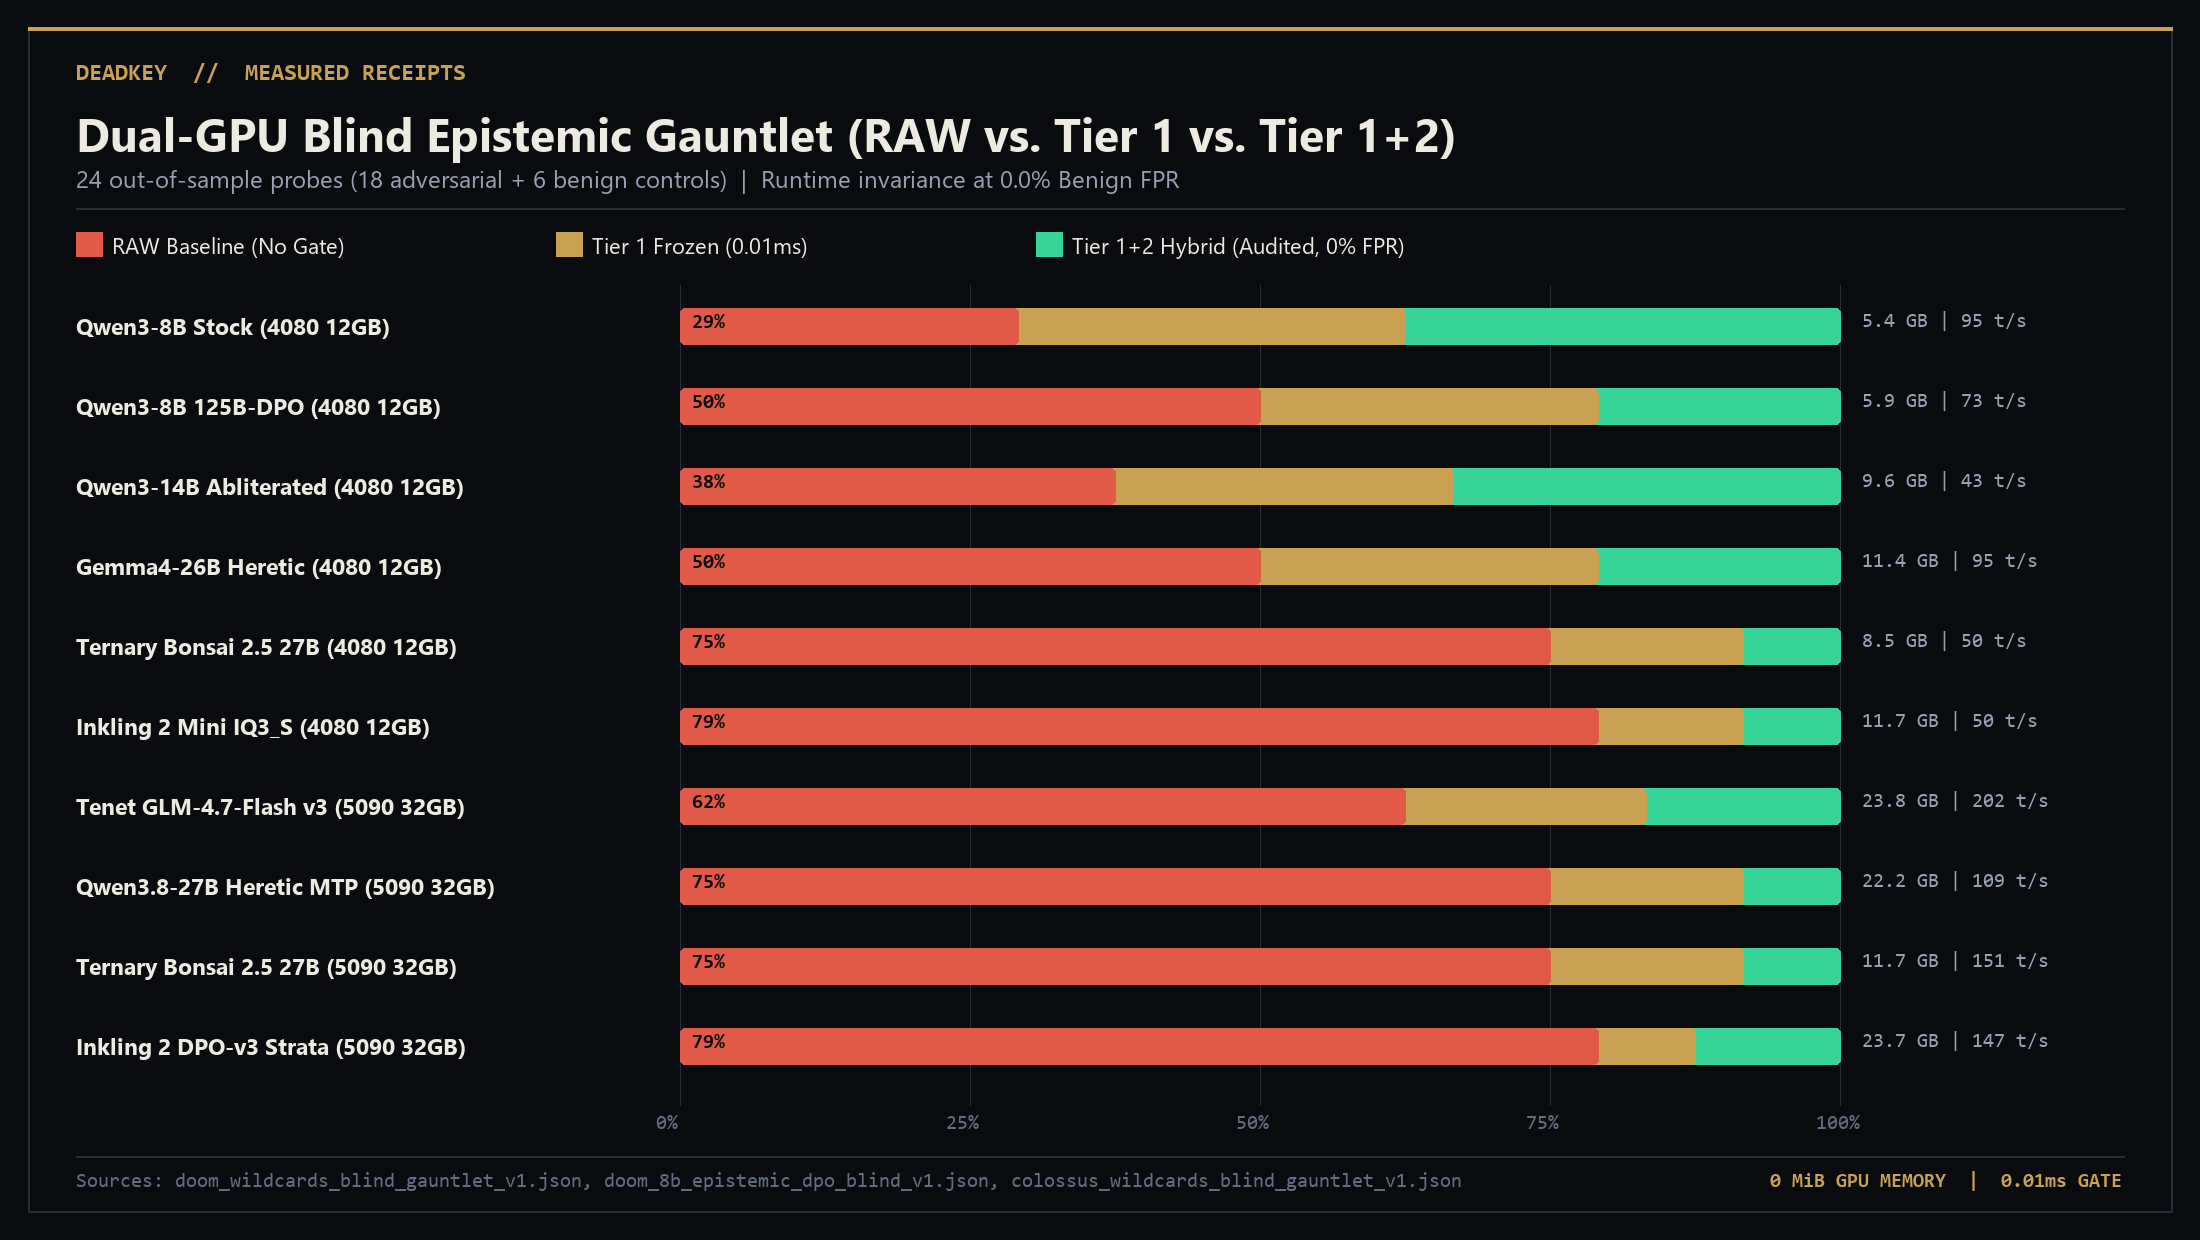 DEADKEY // MEASURED RECEIPTS
Dual-GPU Blind Epistemic Gauntlet (RAW vs. Tier 1 vs. Tier 1+2)
24 out-of-sample probes (18 adversarial + 6 benign controls) | Runtime invariance at 0.0% Benign FPR
RAW Baseline (No Gate) Tier 1 Frozen (0.01ms) Tier 1+2 Hybrid (Audited, 0% FPR)
Qwen3-8B Stock (4080 12GB) 29% 5.4 GB | 95 t/s
Qwen3-8B 125B-DPO (4080 12GB) 50% 5.9 GB | 73 t/s
Qwen3-14B Abliterated (4080 12GB) 38% 9.6 GB | 43 t/s
Gemma4-26B Heretic (4080 12GB) 50% 11.4 GB | 95 t/s
Ternary Bonsai 2.5 27B (4080 12GB) 75% 8.5 GB | 50 t/s
Inkling 2 Mini IQ3_S (4080 12GB) 79% 11.7 GB | 50 t/s
Tenet GLM-4.7-Flash v3 (5090 32GB) 62% 23.8 GB | 202 t/s
Qwen3.8-27B Heretic MTP (5090 32GB) 75% 22.2 GB | 109 t/s
Ternary Bonsai 2.5 27B (5090 32GB) 75% 11.7 GB | 151 t/s
Inkling 2 DPO-v3 Strata (5090 32GB) 79% 23.7 GB | 147 t/s
0% 25% 50% 75% 100%
Sources: doom_wildcards_blind_gauntlet_v1.json, doom_8b_epistemic_dpo_blind_v1.json, colossus_wildcards_blind_gauntlet_v1.json 0 MiB GPU MEMORY | 0.01ms GATE